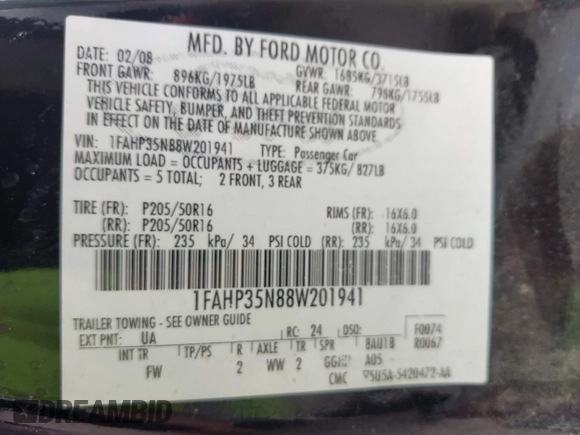 MFD. BY FORD MOTOR CO.
DATE: 02/08 GVWR: 1685KG/3715LB
FRONT GAWR: 896KG/1975LB REAR GAWR: 796KG/1755LB
THIS VEHICLE CONFORMS TO ALL APPLICABLE FEDERAL MOTOR
VEHICLE SAFETY, BUMPER, AND THEFT PREVENTION STANDARDS
IN EFFECT ON THE DATE OF MANUFACTURE SHOWN ABOVE.
VIN: 1FAHP35N88W201941 TYPE: Passenger Car
MAXIMUM LOAD = OCCUPANTS + LUGGAGE = 375KG/ 827LB
OCCUPANTS = 5 TOTAL; 2 FRONT, 3 REAR
TIRE (FR): P205/50R16 RIMS (FR): 16X6.0
(RR): P205/50R16 (RR): 16X6.0
PRESSURE (FR): 235 kPa/ 34 PSI COLD (RR): 235 kPa/ 34 PSI COLD
1FAHP35N88W201941
TRAILER TOWING - SEE OWNER GUIDE
EXT PNT: UA RC: 24 DSO: F0074
INT TR TP/PS R AXLE TR SPR 8AU1B R0067
FW 2 WW 2 A05
CMC 5U5A-5420472-AA
DREAMBID